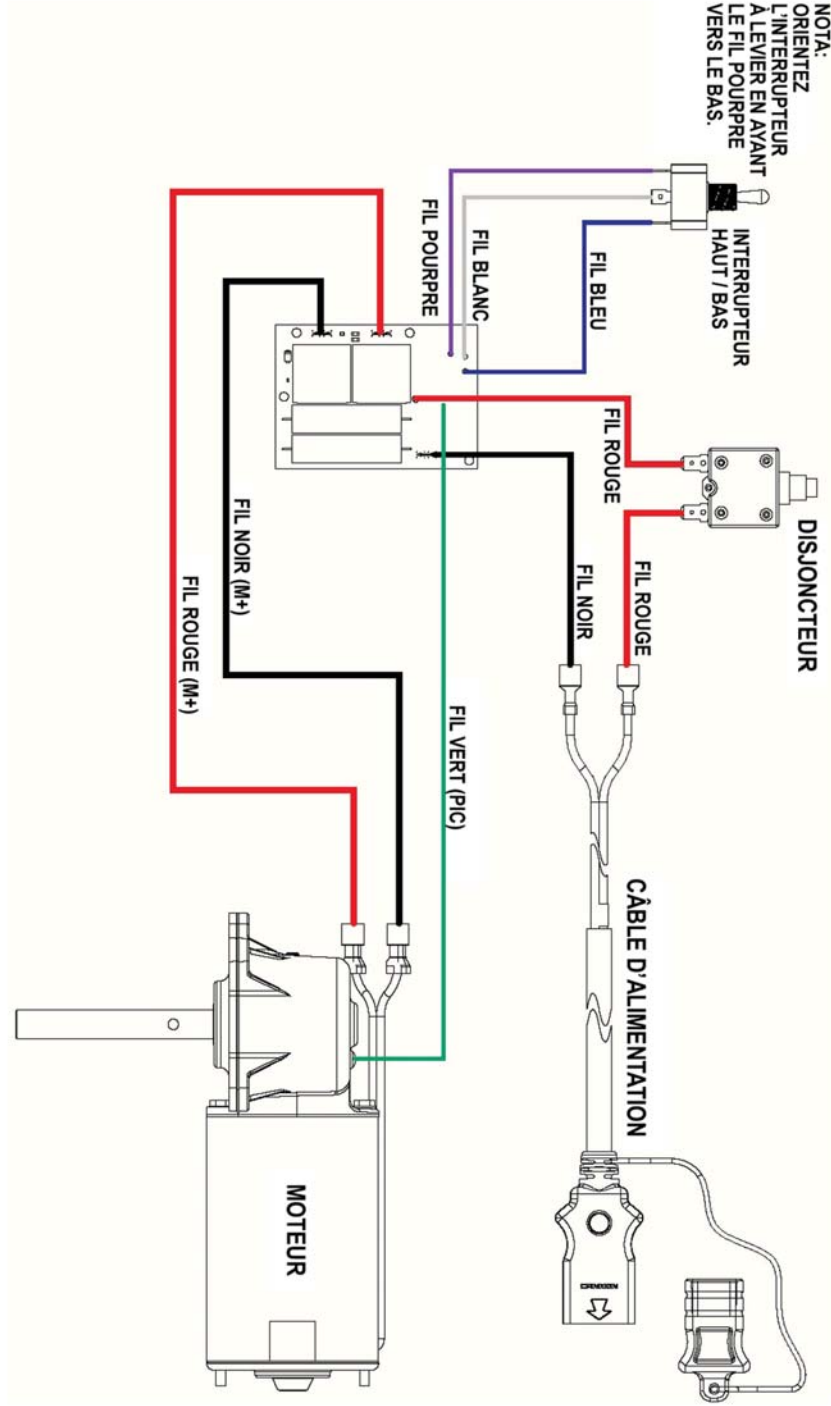 NOTA:
ORIENTEZ
L'INTERRUPTEUR
À LEVIER EN AYANT
LE FIL POURPRE
VERS LE BAS.
INTERRUPTEUR
HAUT / BAS
DISJONCTEUR
FIL BLEU
FIL BLANC
FIL POURPRE
FIL ROUGE
FIL ROUGE
FIL NOIR
CÂBLE D'ALIMENTATION
FIL VERT (PIC)
FIL NOIR (M+)
FIL ROUGE (M+)
MOTEUR